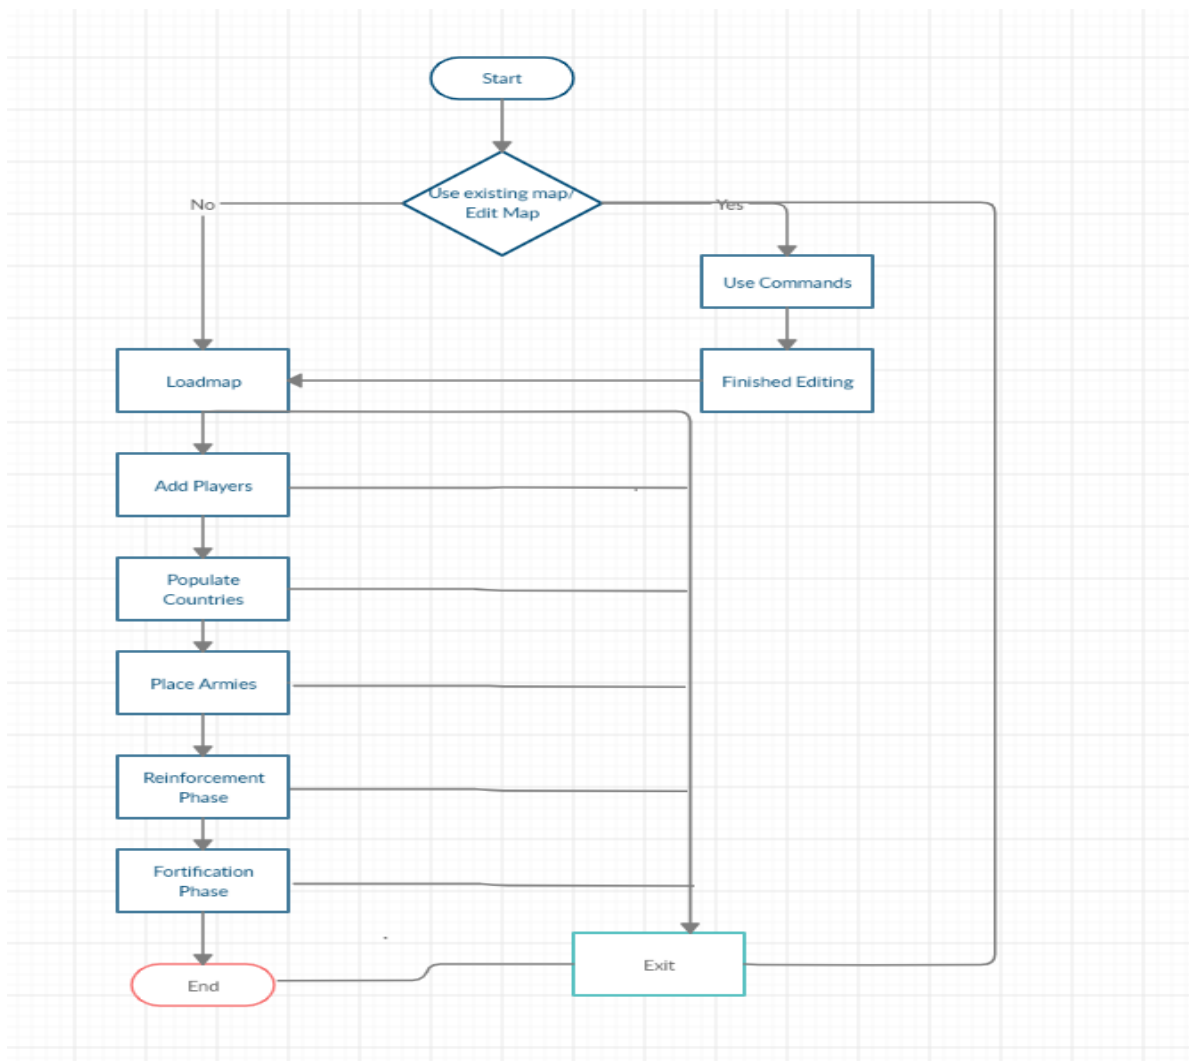 Start
Use existing map/
Edit Map
No
Yes
Use Commands
Loadmap
Finished Editing
Add Players
Populate
Countries
Place Armies
Reinforcement
Phase
Fortification
Phase
Exit
End